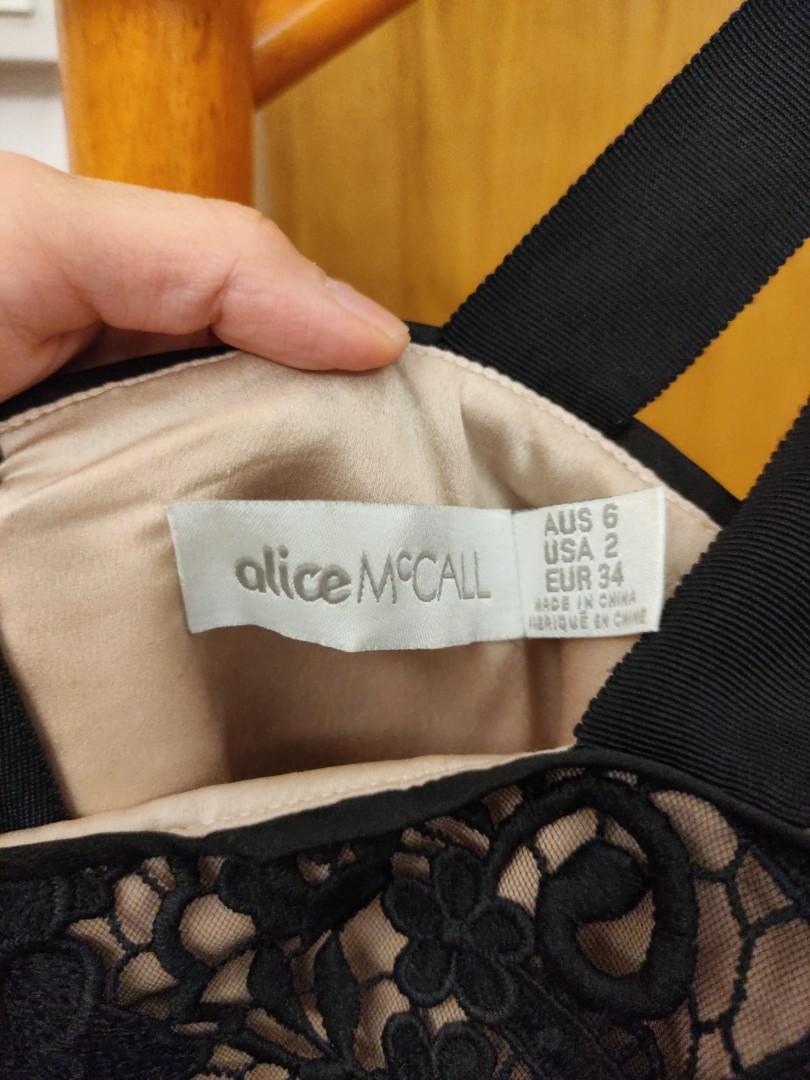 alice McCALL
AUS 6
USA 2
EUR 34
MADE IN CHINA
FABRIQUÉ EN CHINE